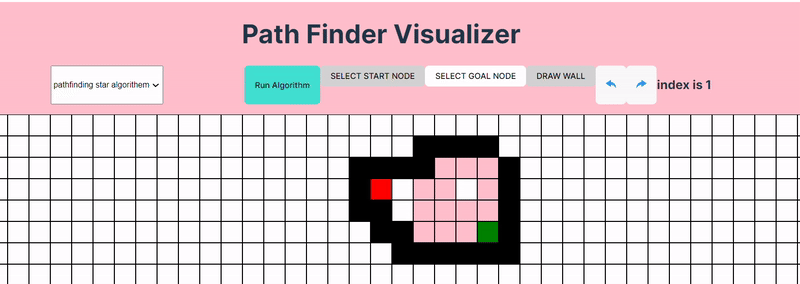 Path Finder Visualizer
pathfinding star algorithem
Run Algorithm
SELECT START NODE
SELECT GOAL NODE
DRAW WALL
index is 1